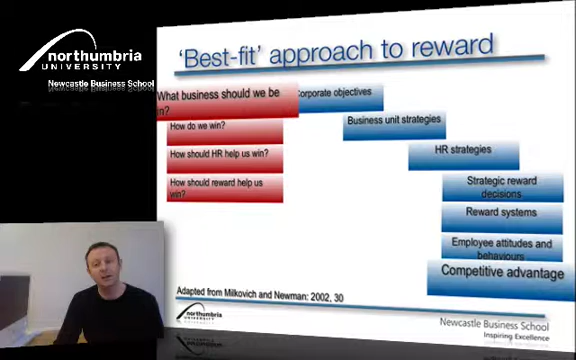 northumbria
UNIVERSITY
Newcastle Business School
‘Best-fit’ approach to reward
What business should we be
in?
Corporate objectives
How do we win?
Business unit strategies
How should HR help us win?
HR strategies
How should reward help us
win?
Strategic reward
decisions
Reward systems
Employee attitudes and
behaviours
Competitive advantage
Adapted from Milkovich and Newman: 2002, 30
northumbria
UNIVERSITY
Newcastle Business School
Inspiring Excellence